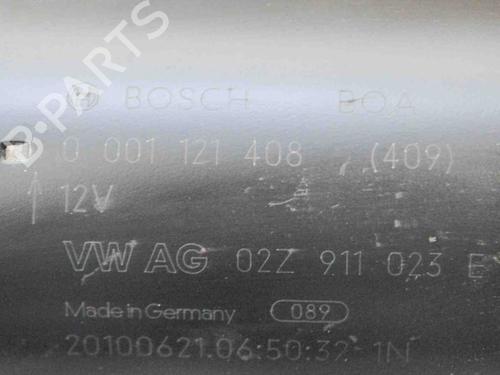 B-PARTS
BOSCH BOA
0 001 121 408 (409)
12V
VW AG 02Z 911 023 E
Made in Germany 089
20100621.06:50:32-1N